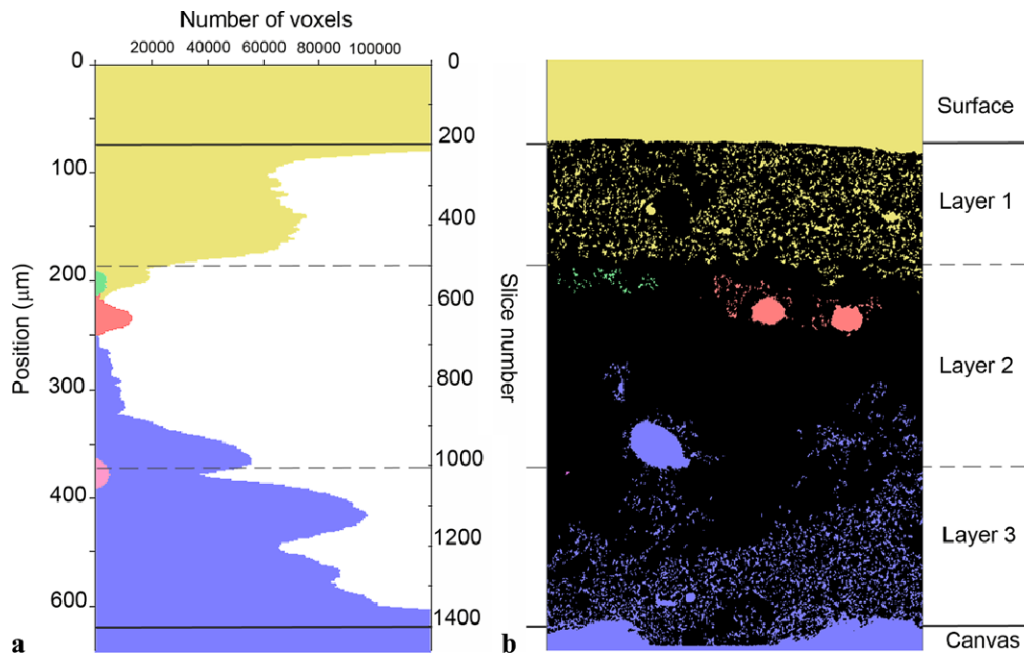 Number of voxels
20000 40000 60000 80000 100000
0
100
200
300
400
500
600
Position (µm)
0
200
400
600
800
1000
1200
1400
Slice number
a
b
Surface
Layer 1
Layer 2
Layer 3
Canvas